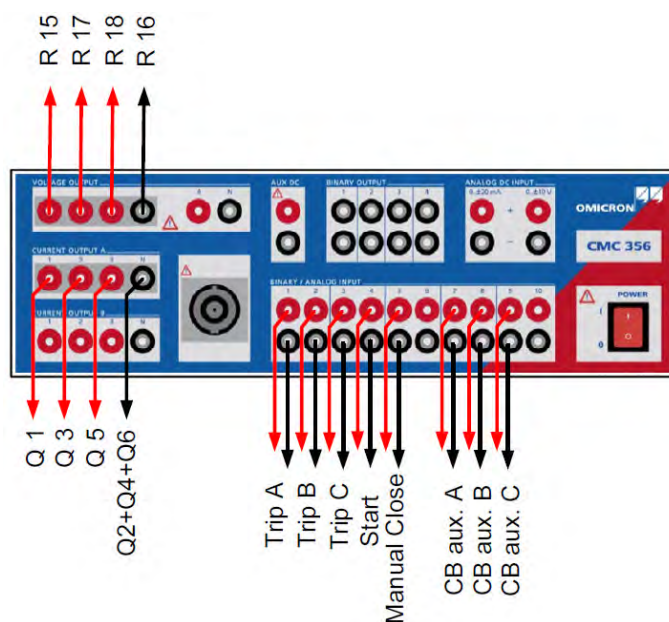 R 15
R 17
R 18
R 16
VOLTAGE OUTPUT
4 N
AUX DC
BINARY OUTPUT
1 2 3 4
ANALOG DC INPUT
0..±20 mA 0..±10 V
+
−
OMICRON
CMC 356
CURRENT OUTPUT A
1 2 3 N
CURRENT OUTPUT B
1 2 3 N
BINARY / ANALOG INPUT
1 2 3 4 5 6 7 8 9 10
POWER
I
0
Q 1
Q 3
Q 5
Q2+Q4+Q6
Trip A
Trip B
Trip C
Start
Manual Close
CB aux. A
CB aux. B
CB aux. C